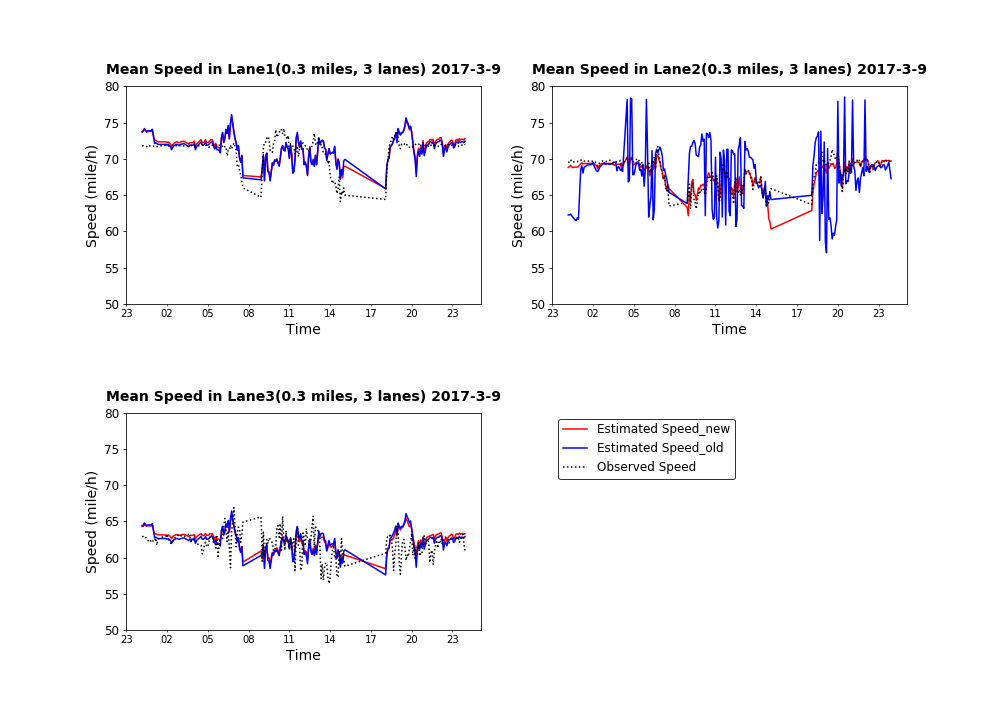 Mean Speed in Lane1(0.3 miles, 3 lanes) 2017-3-9
80
75
70
65
60
55
50
Speed (mile/h)
23 02 05 08 11 14 17 20 23
Time
Mean Speed in Lane2(0.3 miles, 3 lanes) 2017-3-9
80
75
70
65
60
55
50
Speed (mile/h)
23 02 05 08 11 14 17 20 23
Time
Mean Speed in Lane3(0.3 miles, 3 lanes) 2017-3-9
80
75
70
65
60
55
50
Speed (mile/h)
23 02 05 08 11 14 17 20 23
Time
Estimated Speed_new
Estimated Speed_old
Observed Speed